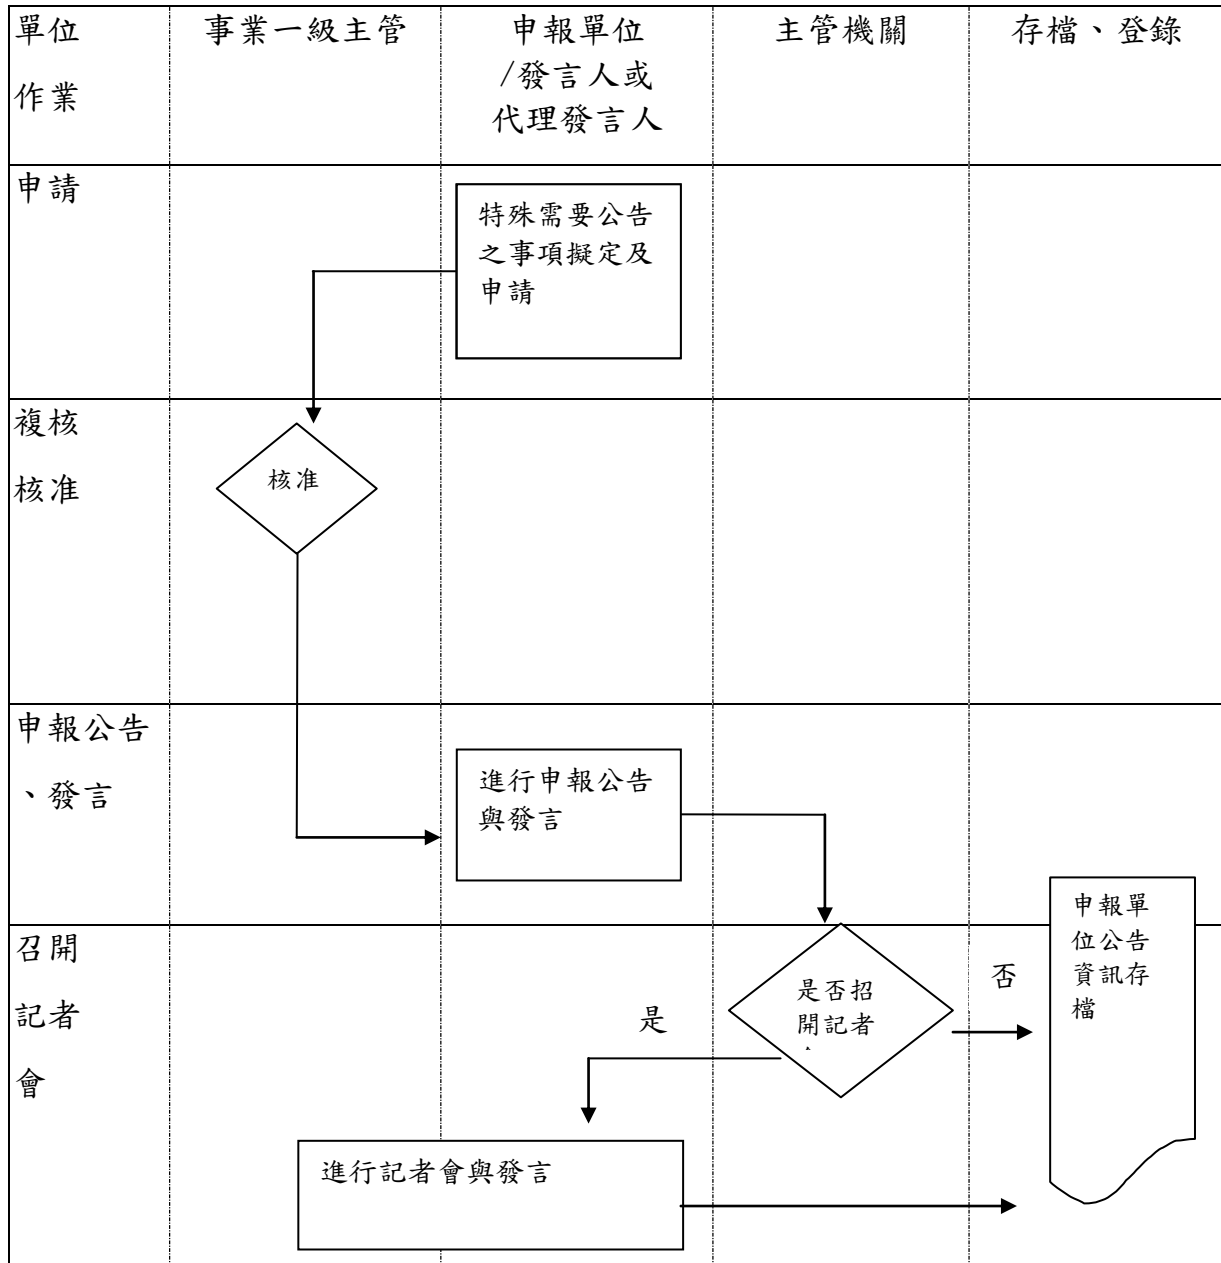 單位
作業
事業一級主管
申報單位
/發言人或
代理發言人
主管機關
存檔、登錄
申請
特殊需要公告
之事項擬定及
申請
複核
核准
核准
申報公告
、發言
進行申報公告
與發言
召開
記者
會
是否招
開記者
是
否
申報單
位公告
資訊存
檔
進行記者會與發言